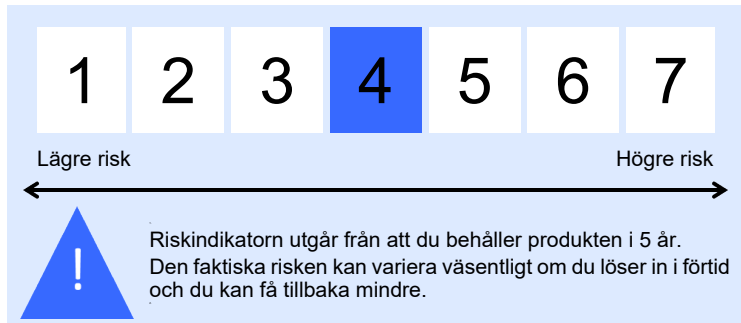 1 2 3 4 5 6 7
Lägre risk Högre risk
!
Riskindikatorn utgår från att du behåller produkten i 5 år.
Den faktiska risken kan variera väsentligt om du löser in i förtid
och du kan få tillbaka mindre.